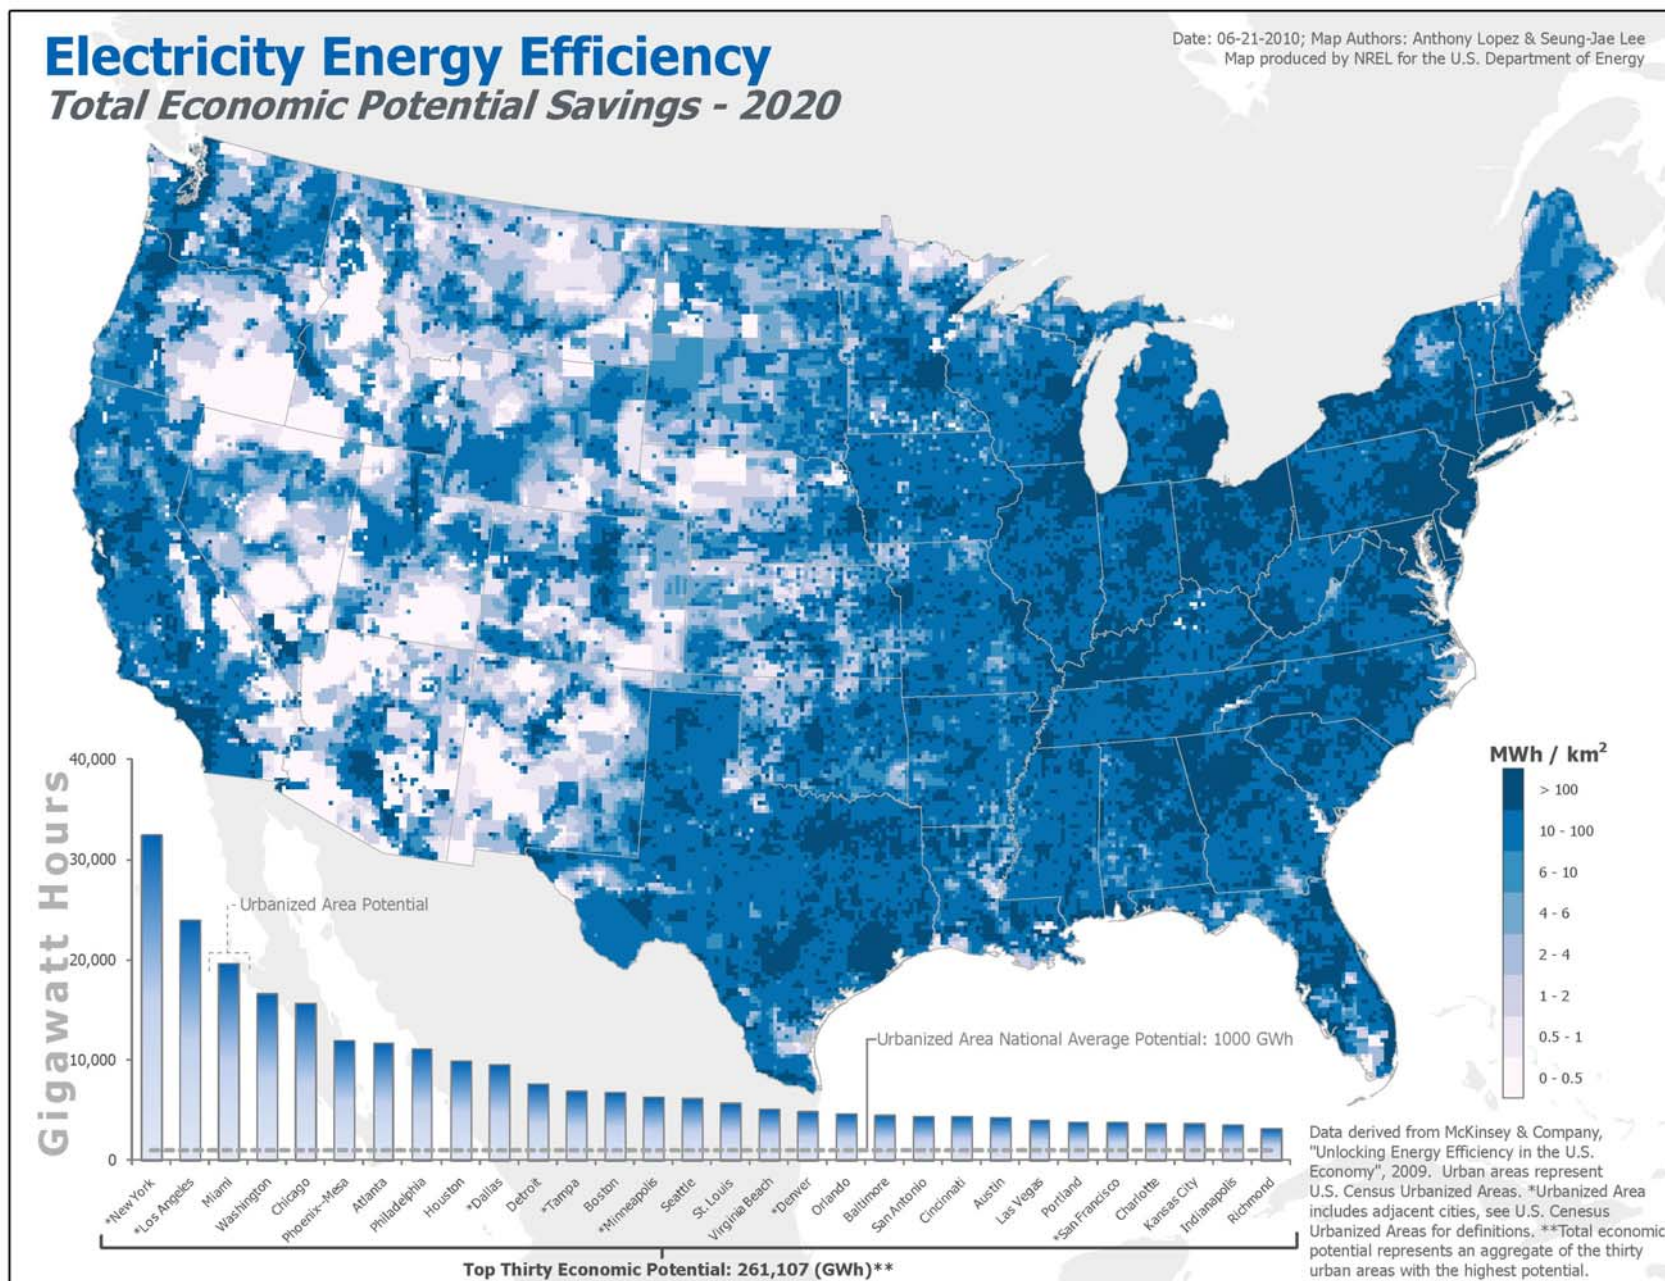 Electricity Energy Efficiency
Total Economic Potential Savings - 2020
Date: 06-21-2010; Map Authors: Anthony Lopez & Seung-Jae Lee
Map produced by NREL for the U.S. Department of Energy
MWh / km²
> 100
10 - 100
6 - 10
4 - 6
2 - 4
1 - 2
0.5 - 1
0 - 0.5
Gigawatt Hours
40,000
30,000
20,000
10,000
0
Urbanized Area Potential
Urbanized Area National Average Potential: 1000 GWh
*New York
*Los Angeles
Miami
Washington
Chicago
Phoenix--Mesa
Atlanta
Philadelphia
Houston
*Dallas
Detroit
*Tampa
Boston
*Minneapolis
Seattle
St. Louis
Virginia Beach
*Denver
Orlando
Baltimore
San Antonio
Cincinnati
Austin
Las Vegas
Portland
*San Francisco
Charlotte
Kansas City
Indianapolis
Richmond
Top Thirty Economic Potential: 261,107 (GWh)**
Data derived from McKinsey & Company,
"Unlocking Energy Efficiency in the U.S.
Economy", 2009. Urban areas represent
U.S. Census Urbanized Areas. *Urbanized Area
includes adjacent cities, see U.S. Cenesus
Urbanized Areas for definitions. **Total economic
potential represents an aggregate of the thirty
urban areas with the highest potential.